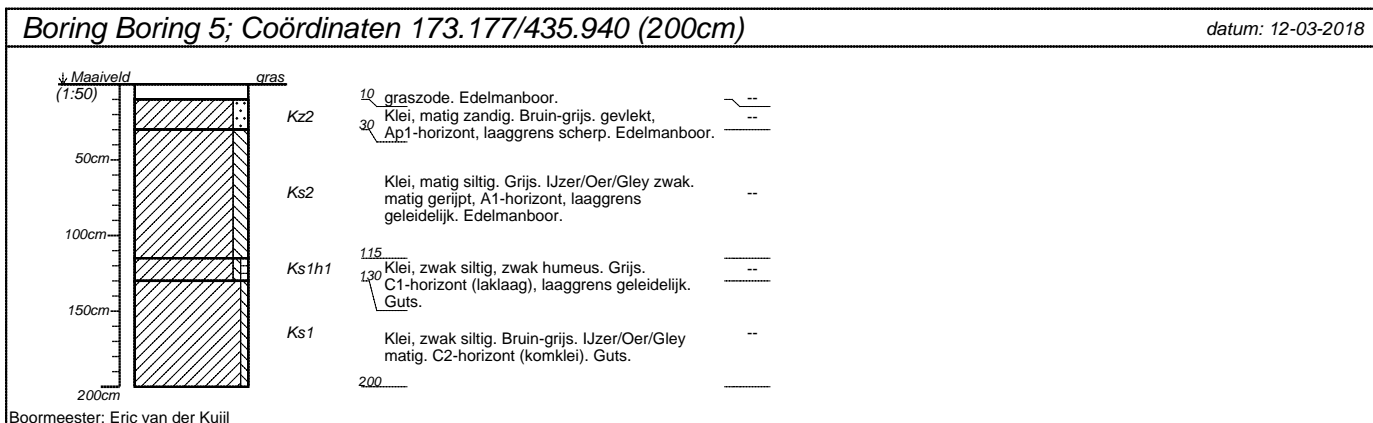 Boring Boring 5; Coördinaten 173.177/435.940 (200cm)
datum: 12-03-2018
Maaiveld
gras
(1:50)
10
graszode. Edelmanboor.
--
Kz2
Klei, matig zandig. Bruin-grijs. gevlekt,
--
30
Ap1-horizont, laaggrens scherp. Edelmanboor.
50cm
Ks2
Klei, matig siltig. Grijs. IJzer/Oer/Gley zwak.
matig gerijpt, A1-horizont, laaggrens
geleidelijk. Edelmanboor.
--
100cm
115
Ks1h1
Klei, zwak siltig, zwak humeus. Grijs.
--
130
C1-horizont (laklaag), laaggrens geleidelijk.
Guts.
150cm
Ks1
Klei, zwak siltig. Bruin-grijs. IJzer/Oer/Gley
matig. C2-horizont (komklei). Guts.
--
200
200cm
Boormeester: Eric van der Kuijl